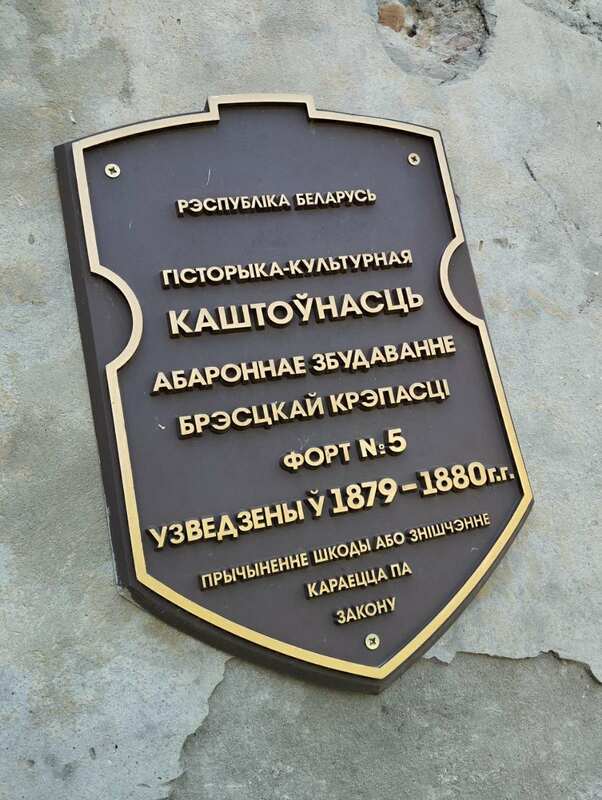 РЭСПУБЛІКА БЕЛАРУСЬ
ГІСТОРЫКА-КУЛЬТУРНАЯ
КАШТОЎНАСЦЬ
АБАРОННАЕ ЗБУДАВАННЕ
БРЭСЦКАЙ КРЭПАСЦІ
ФОРТ №5
УЗВЕДЗЕНЫ Ў 1879 – 1880г.г.
ПРЫЧЫНЕННЕ ШКОДЫ АБО ЗНІШЧЭННЕ
КАРАЕЦЦА ПА
ЗАКОНУ